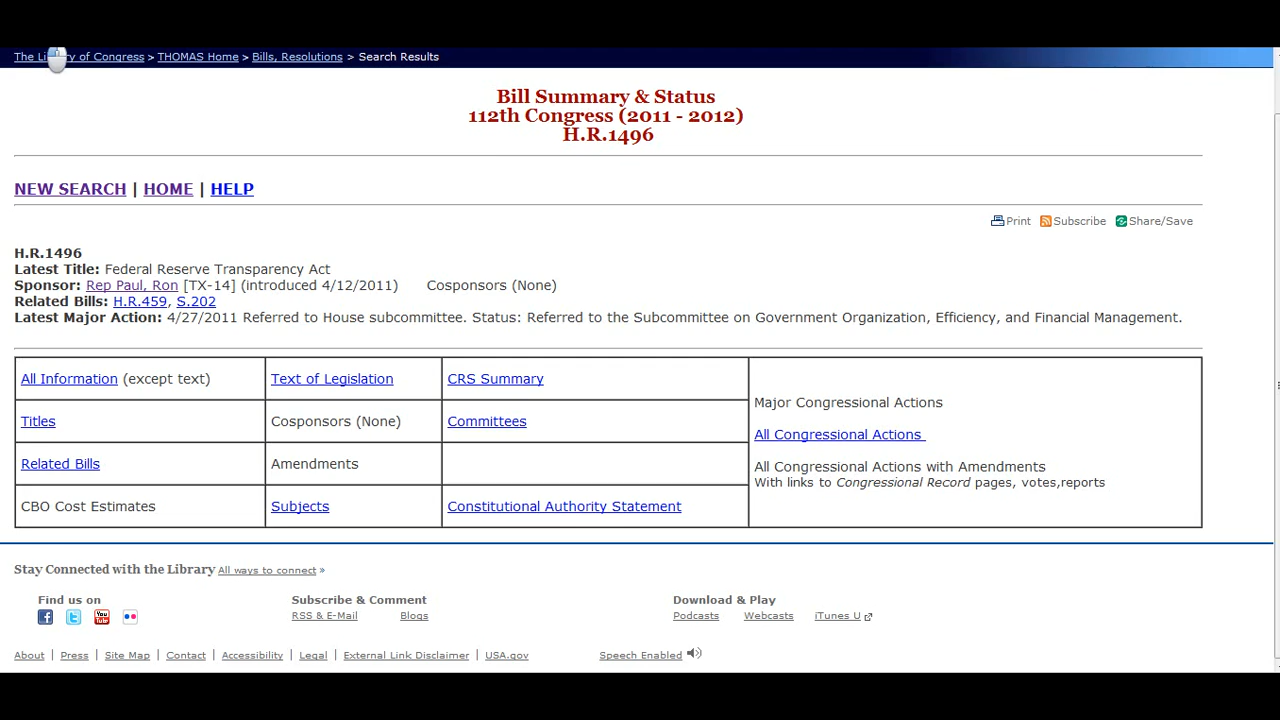 The Library of Congress > THOMAS Home > Bills, Resolutions > Search Results
Bill Summary & Status
112th Congress (2011 - 2012)
H.R.1496
NEW SEARCH | HOME | HELP
Print Subscribe Share/Save
H.R.1496
Latest Title: Federal Reserve Transparency Act
Sponsor: Rep Paul, Ron [TX-14] (introduced 4/12/2011) Cosponsors (None)
Related Bills: H.R.459, S.202
Latest Major Action: 4/27/2011 Referred to House subcommittee. Status: Referred to the Subcommittee on Government Organization, Efficiency, and Financial Management.
All Information (except text) Text of Legislation CRS Summary
Major Congressional Actions
Titles Cosponsors (None) Committees
All Congressional Actions
Related Bills Amendments
All Congressional Actions with Amendments
With links to Congressional Record pages, votes,reports
CBO Cost Estimates Subjects Constitutional Authority Statement
Stay Connected with the Library All ways to connect »
Find us on Subscribe & Comment Download & Play
RSS & E-Mail Blogs Podcasts Webcasts iTunes U
About | Press | Site Map | Contact | Accessibility | Legal | External Link Disclaimer | USA.gov Speech Enabled